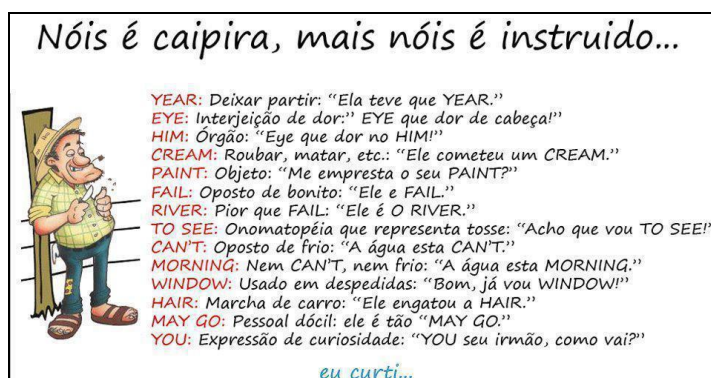 Nóis é caipira, mais nóis é instruido...
YEAR: Deixar partir: “Ela teve que YEAR.”
EYE: Interjeição de dor:” EYE que dor de cabeça!”
HIM: Órgão: “Eye que dor no HIM!”
CREAM: Roubar, matar, etc.: “Ele cometeu um CREAM.”
PAINT: Objeto: “Me empresta o seu PAINT?”
FAIL: Oposto de bonito: “Ele e FAIL.”
RIVER: Pior que FAIL: “Ele é O RIVER.”
TO SEE: Onomatopéia que representa tosse: “Acho que vou TO SEE!”
CAN’T: Oposto de frio: “A água esta CAN’T.”
MORNING: Nem CAN’T, nem frio: “A água esta MORNING.”
WINDOW: Usado em despedidas: “Bom, já vou WINDOW!”
HAIR: Marcha de carro: “Ele engatou a HAIR.”
MAY GO: Pessoal dócil: ele é tão “MAY GO.”
YOU: Expressão de curiosidade: “YOU seu irmão, como vai?”
eu curti...